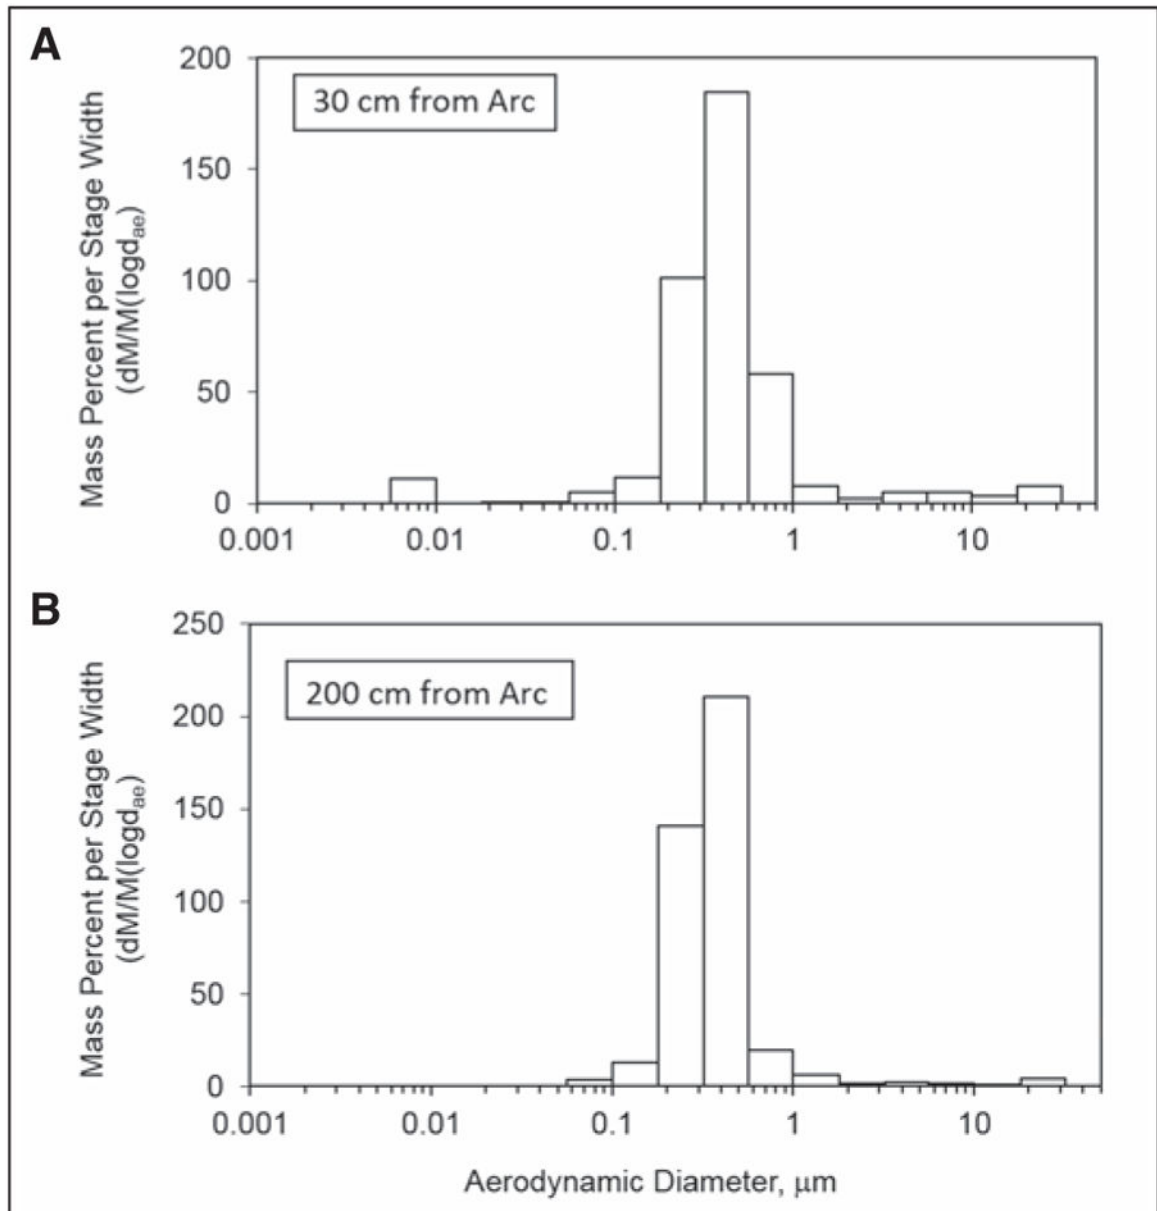 A
200
30 cm from Arc
150
100
50
0
Mass Percent per Stage Width
(dM/M(logdae)
0.001 0.01 0.1 1 10
B
250
200 cm from Arc
200
150
100
50
0
Mass Percent per Stage Width
(dM/M(logdae)
0.001 0.01 0.1 1 10
Aerodynamic Diameter, μm